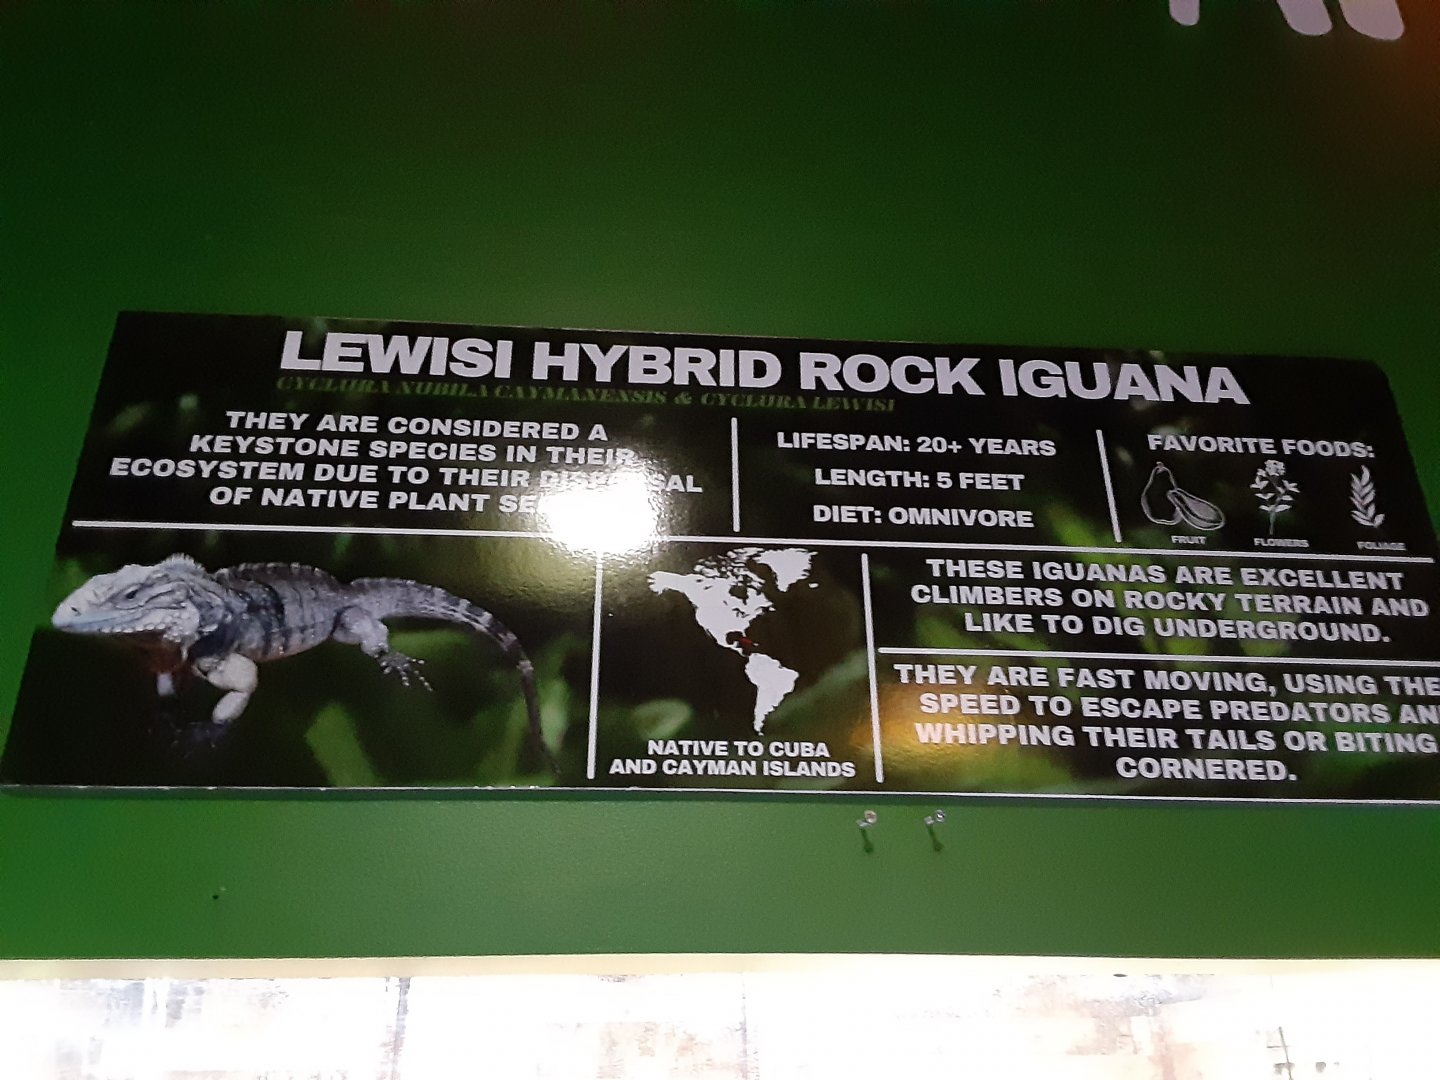 LEWISI HYBRID ROCK IGUANA
CYCLURA NUBILA CAYMANENSIS & CYCLURA LEWISI
THEY ARE CONSIDERED A
KEYSTONE SPECIES IN THEIR
ECOSYSTEM DUE TO THEIR DISPERSAL
OF NATIVE PLANT
LIFESPAN: 20+ YEARS
LENGTH: 5 FEET
DIET: OMNIVORE
FAVORITE FOODS:
FRUIT
FLOWERS
FOLIAGE
NATIVE TO CUBA
AND CAYMAN ISLANDS
THESE IGUANAS ARE EXCELLENT
CLIMBERS ON ROCKY TERRAIN AND
LIKE TO DIG UNDERGROUND.
THEY ARE FAST MOVING, USING
SPEED TO ESCAPE PREDATORS
WHIPPING THEIR TAILS OR BITING
CORNERED.